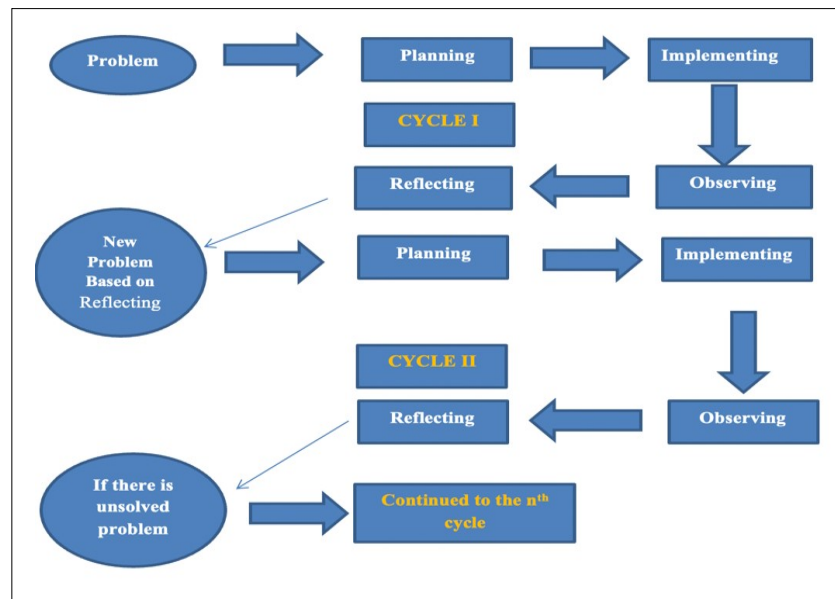 Problem
Planning
Implementing
CYCLE I
Reflecting
Observing
New
Problem
Based on
Reflecting
Planning
Implementing
CYCLE II
Reflecting
Observing
If there is
unsolved
problem
Continued to the nth
cycle